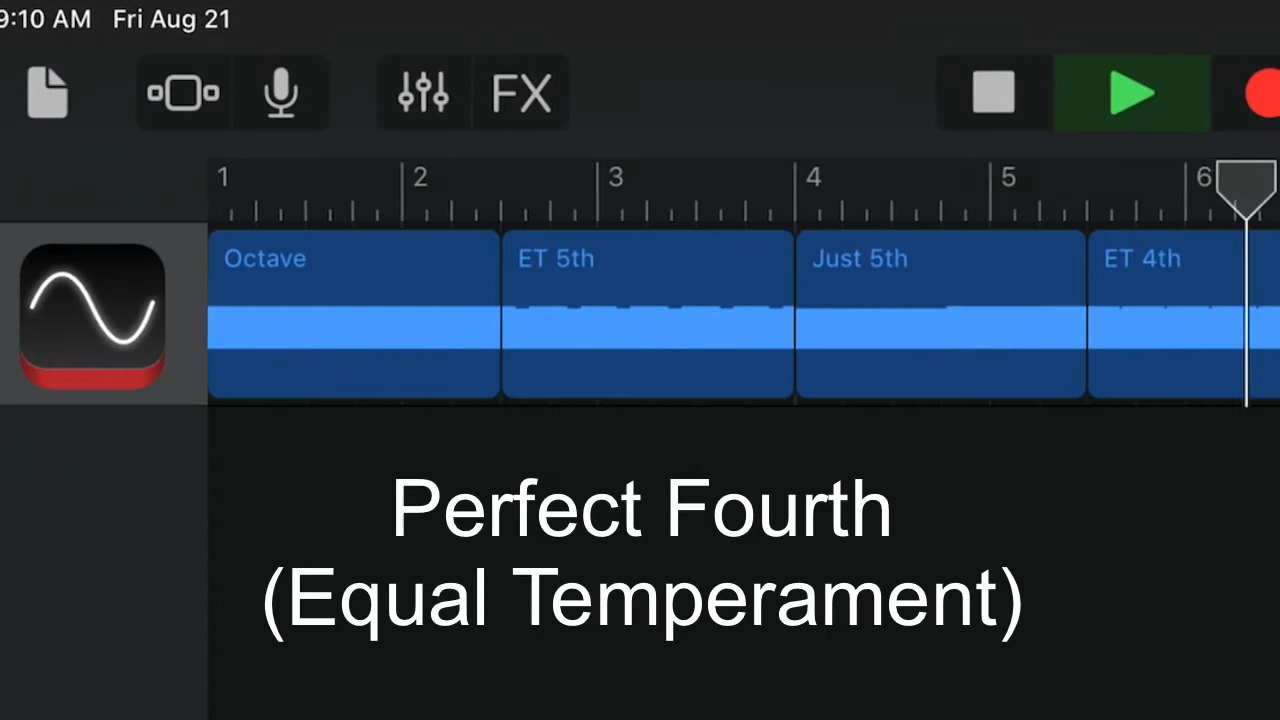 9:10 AM Fri Aug 21
FX
1 2 3 4 5 6
Octave ET 5th Just 5th ET 4th
Perfect Fourth
(Equal Temperament)